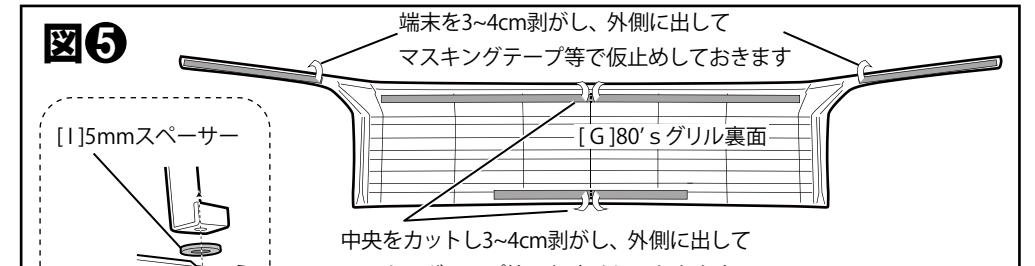 図❺
端末を3~4cm剥がし、外側に出して
マスキングテープ等で仮止めしておきます
[I]5mmスペーサー
[G]80's グリル裏面
中央をカットし3~4cm剥がし、外側に出して